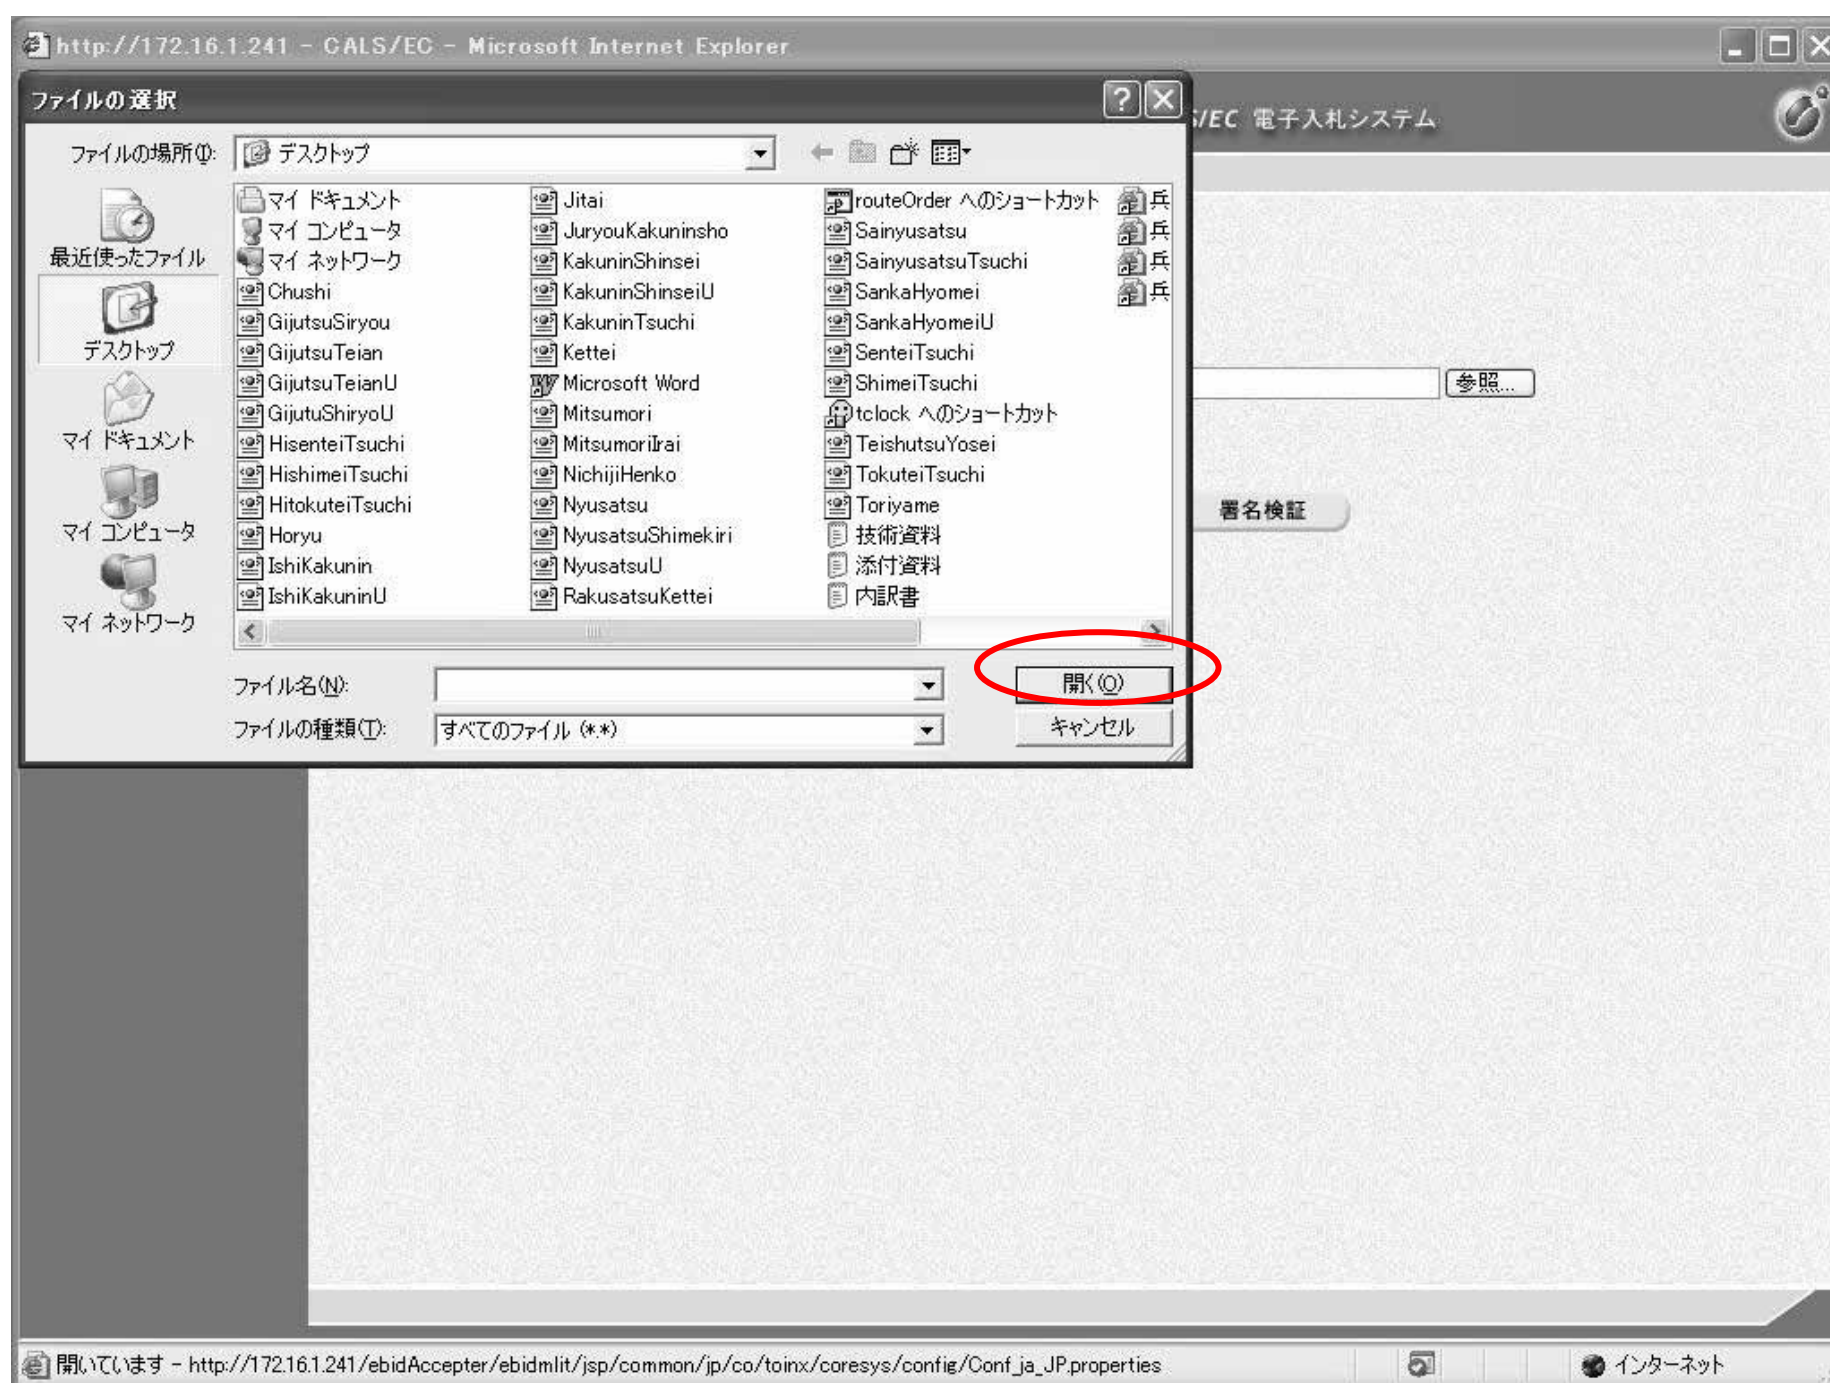 http://172.16.1.241 - CALS/EC - Microsoft Internet Explorer
ファイルの選択
/EC 電子入札システム
ファイルの場所(I):
デスクトップ
最近使ったファイル
デスクトップ
マイ ドキュメント
マイ コンピュータ
マイ ネットワーク
マイ ドキュメント
マイ コンピュータ
マイ ネットワーク
Chushi
GijutsuSiryou
GijutsuTeian
GijutsuTeianU
GijutuShiryoU
HisenteiTsuchi
HishimeiTsuchi
HitokuteiTsuchi
Horyu
IshiKakunin
IshiKakuninU
Jitai
JuryouKakuninsho
KakuninShinsei
KakuninShinseiU
KakuninTsuchi
Kettei
Microsoft Word
Mitsumori
MitsumoriIrai
NichijiHenko
Nyusatsu
NyusatsuShimekiri
NyusatsuU
RakusatsuKettei
routeOrder へのショートカット
Sainyusatsu
SainyusatsuTsuchi
SankaHyomei
SankaHyomeiU
SenteiTsuchi
ShimeiTsuchi
tclock へのショートカット
TeishutsuYosei
TokuteiTsuchi
Toriyame
技術資料
添付資料
内訳書
兵
兵
兵
兵
ファイル名(N):
開く(O)
ファイルの種類(T):
すべてのファイル (*.*)
キャンセル
参照...
署名検証
開いています - http://172.16.1.241/ebidAccepter/ebidmlit/jsp/common/jp/co/toinx/coresys/config/Conf_ja_JP.properties
インターネット